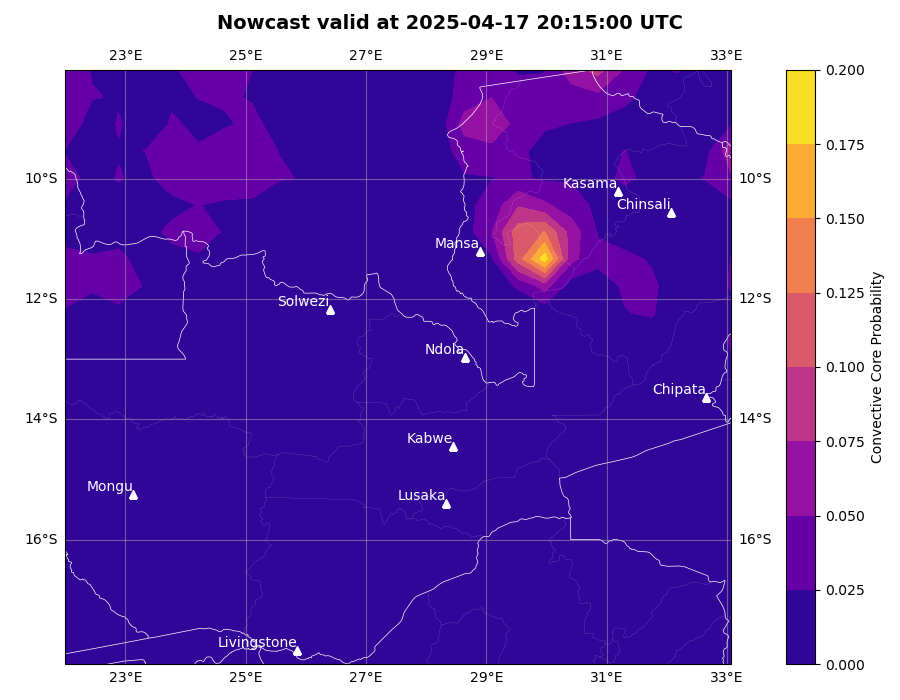 Nowcast valid at 2025-04-17 20:15:00 UTC
23°E 25°E 27°E 29°E 31°E 33°E
0.200
0.175
10°S Kasama 10°S
Chinsali
0.150
Mansa
12°S 12°S
Solwezi
0.125
Ndola
0.100
Chipata
14°S 14°S
Kabwe
0.075
Mongu
Lusaka
0.050
16°S 16°S
0.025
Livingstone
0.000
23°E 25°E 27°E 29°E 31°E 33°E
Convective Core Probability